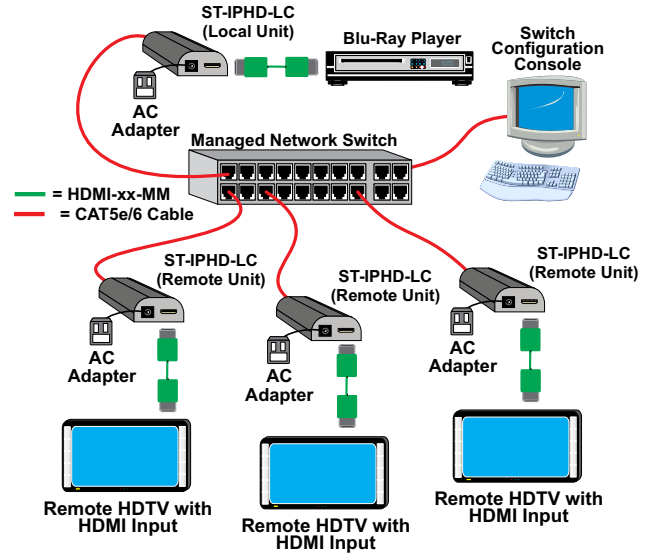 ST-IPHD-LC
(Local Unit)
Blu-Ray Player
Switch
Configuration
Console
AC
Adapter
Managed Network Switch
= HDMI-xx-MM
= CAT5e/6 Cable
ST-IPHD-LC
(Remote Unit)
ST-IPHD-LC
(Remote Unit)
ST-IPHD-LC
(Remote Unit)
AC
Adapter
AC
Adapter
AC
Adapter
Remote HDTV with
HDMI Input
Remote HDTV with
HDMI Input
Remote HDTV with
HDMI Input